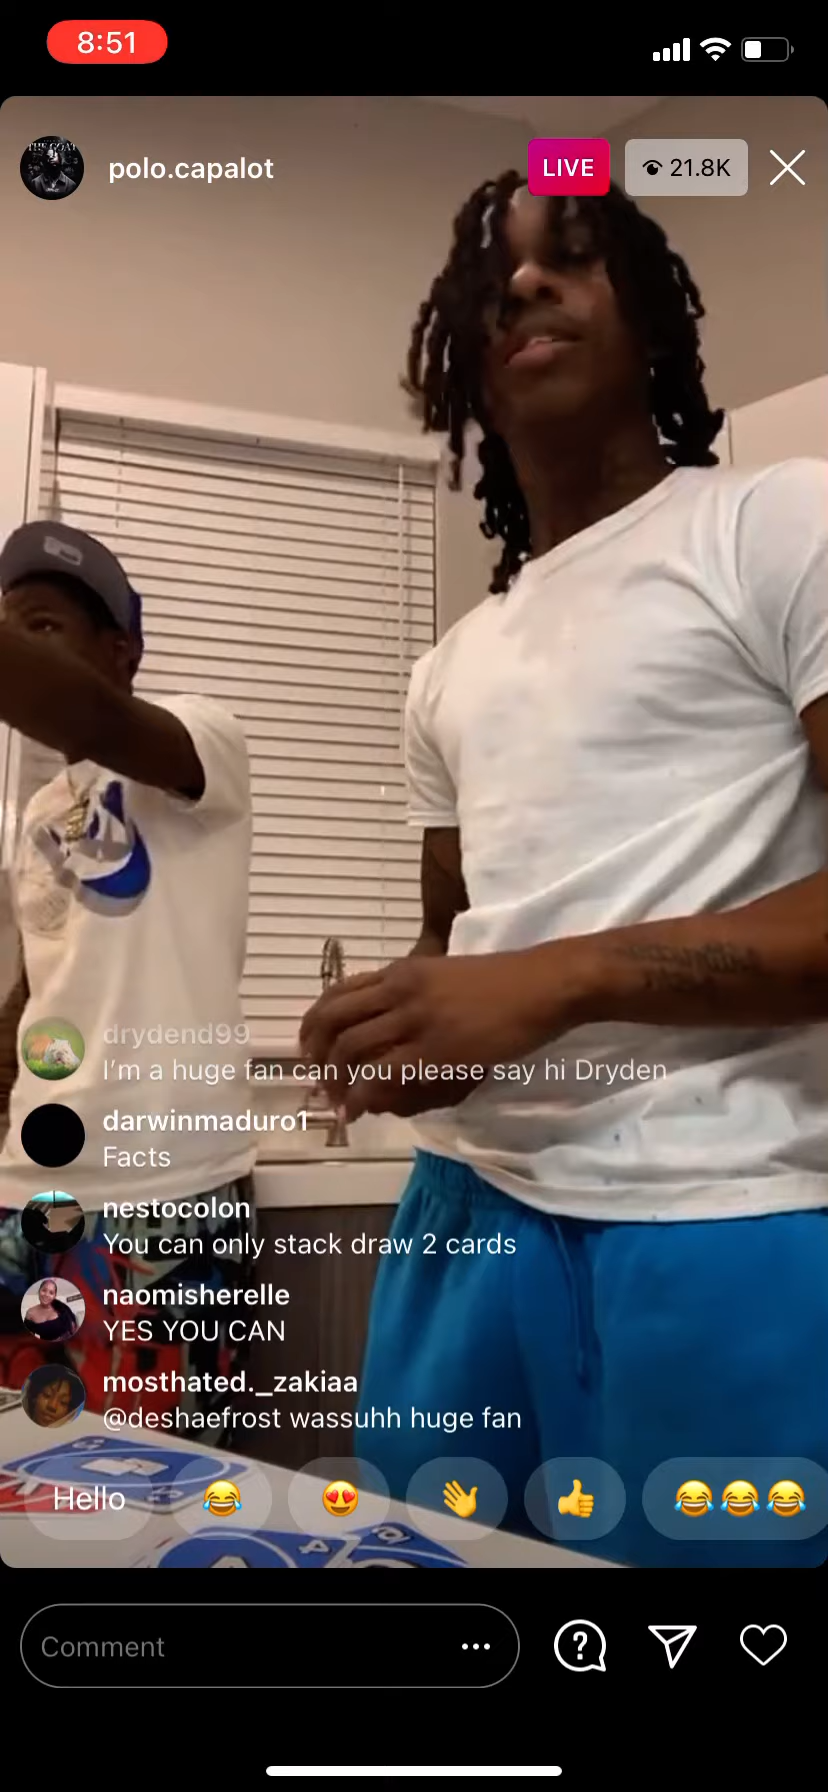 8:51
THE GOAT
polo.capalot
LIVE
21.8K
drydend99
I'm a huge fan can you please say hi Dryden
darwinmaduro1
Facts
nestocolon
You can only stack draw 2 cards
naomisherelle
YES YOU CAN
mosthated._zakiaa
@deshaefrost wassuhh huge fan
Hello
Comment